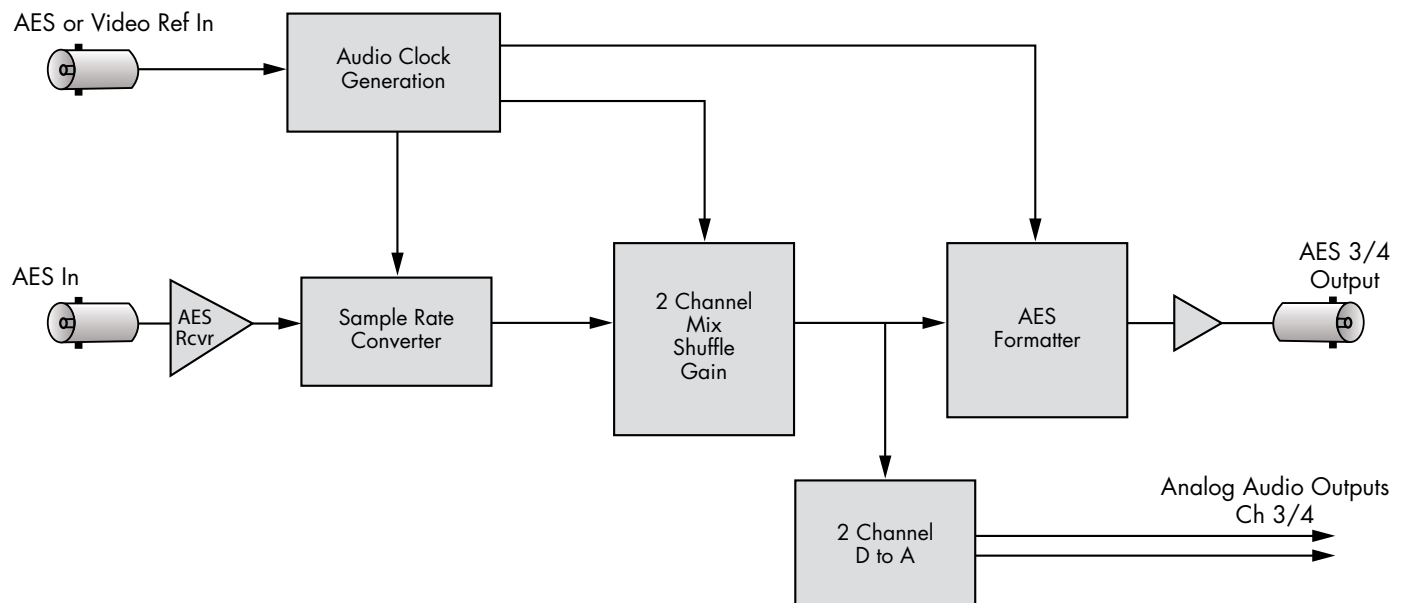 AES or Video Ref In
Audio Clock
Generation
AES In
AES
Rcvr
Sample Rate
Converter
2 Channel
Mix
Shuffle
Gain
AES
Formatter
AES 3/4
Output
2 Channel
D to A
Analog Audio Outputs
Ch 3/4